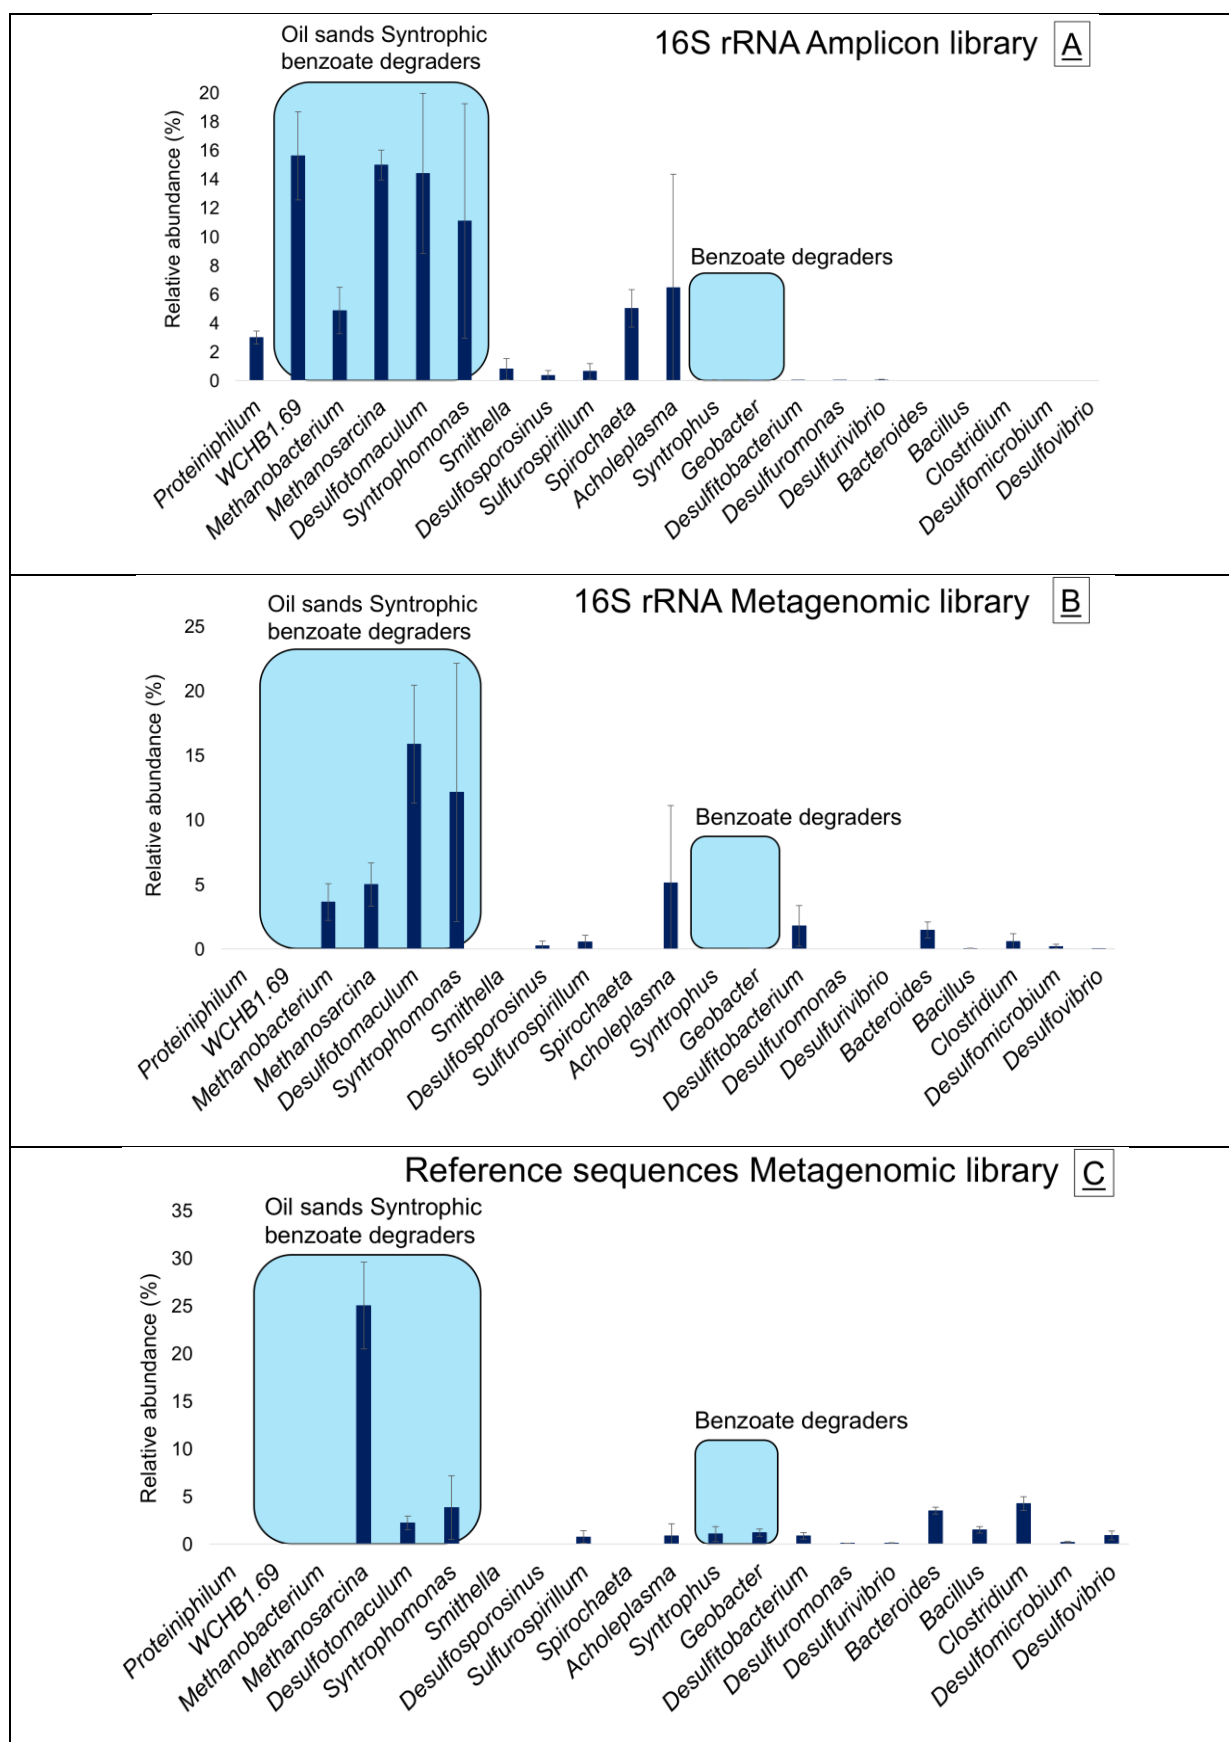 Oil sands Syntrophic
benzoate degraders
16S rRNA Amplicon library A
Relative abundance (%)
20
18
16
14
12
10
8
6
4
2
0
Benzoate degraders
Proteiniphilum
WCHB1.69
Methanobacterium
Methanosarcina
Desulfotomaculum
Syntrophomonas
Smithella
Desulfosporosinus
Sulfurospirillum
Spirochaeta
Acholeplasma
Syntrophus
Geobacter
Desulfitobacterium
Desulfuromonas
Desulfurivibrio
Bacteroides
Bacillus
Clostridium
Desulfomicrobium
Desulfovibrio
Oil sands Syntrophic
benzoate degraders
16S rRNA Metagenomic library B
Relative abundance (%)
25
20
15
10
5
0
Benzoate degraders
Proteiniphilum
WCHB1.69
Methanobacterium
Methanosarcina
Desulfotomaculum
Syntrophomonas
Smithella
Desulfosporosinus
Sulfurospirillum
Spirochaeta
Acholeplasma
Syntrophus
Geobacter
Desulfitobacterium
Desulfuromonas
Desulfurivibrio
Bacteroides
Bacillus
Clostridium
Desulfomicrobium
Desulfovibrio
Reference sequences Metagenomic library C
Oil sands Syntrophic
benzoate degraders
Relative abundance (%)
35
30
25
20
15
10
5
0
Benzoate degraders
Proteiniphilum
WCHB1.69
Methanobacterium
Methanosarcina
Desulfotomaculum
Syntrophomonas
Smithella
Desulfosporosinus
Sulfurospirillum
Spirochaeta
Acholeplasma
Syntrophus
Geobacter
Desulfitobacterium
Desulfuromonas
Desulfurivibrio
Bacteroides
Bacillus
Clostridium
Desulfomicrobium
Desulfovibrio